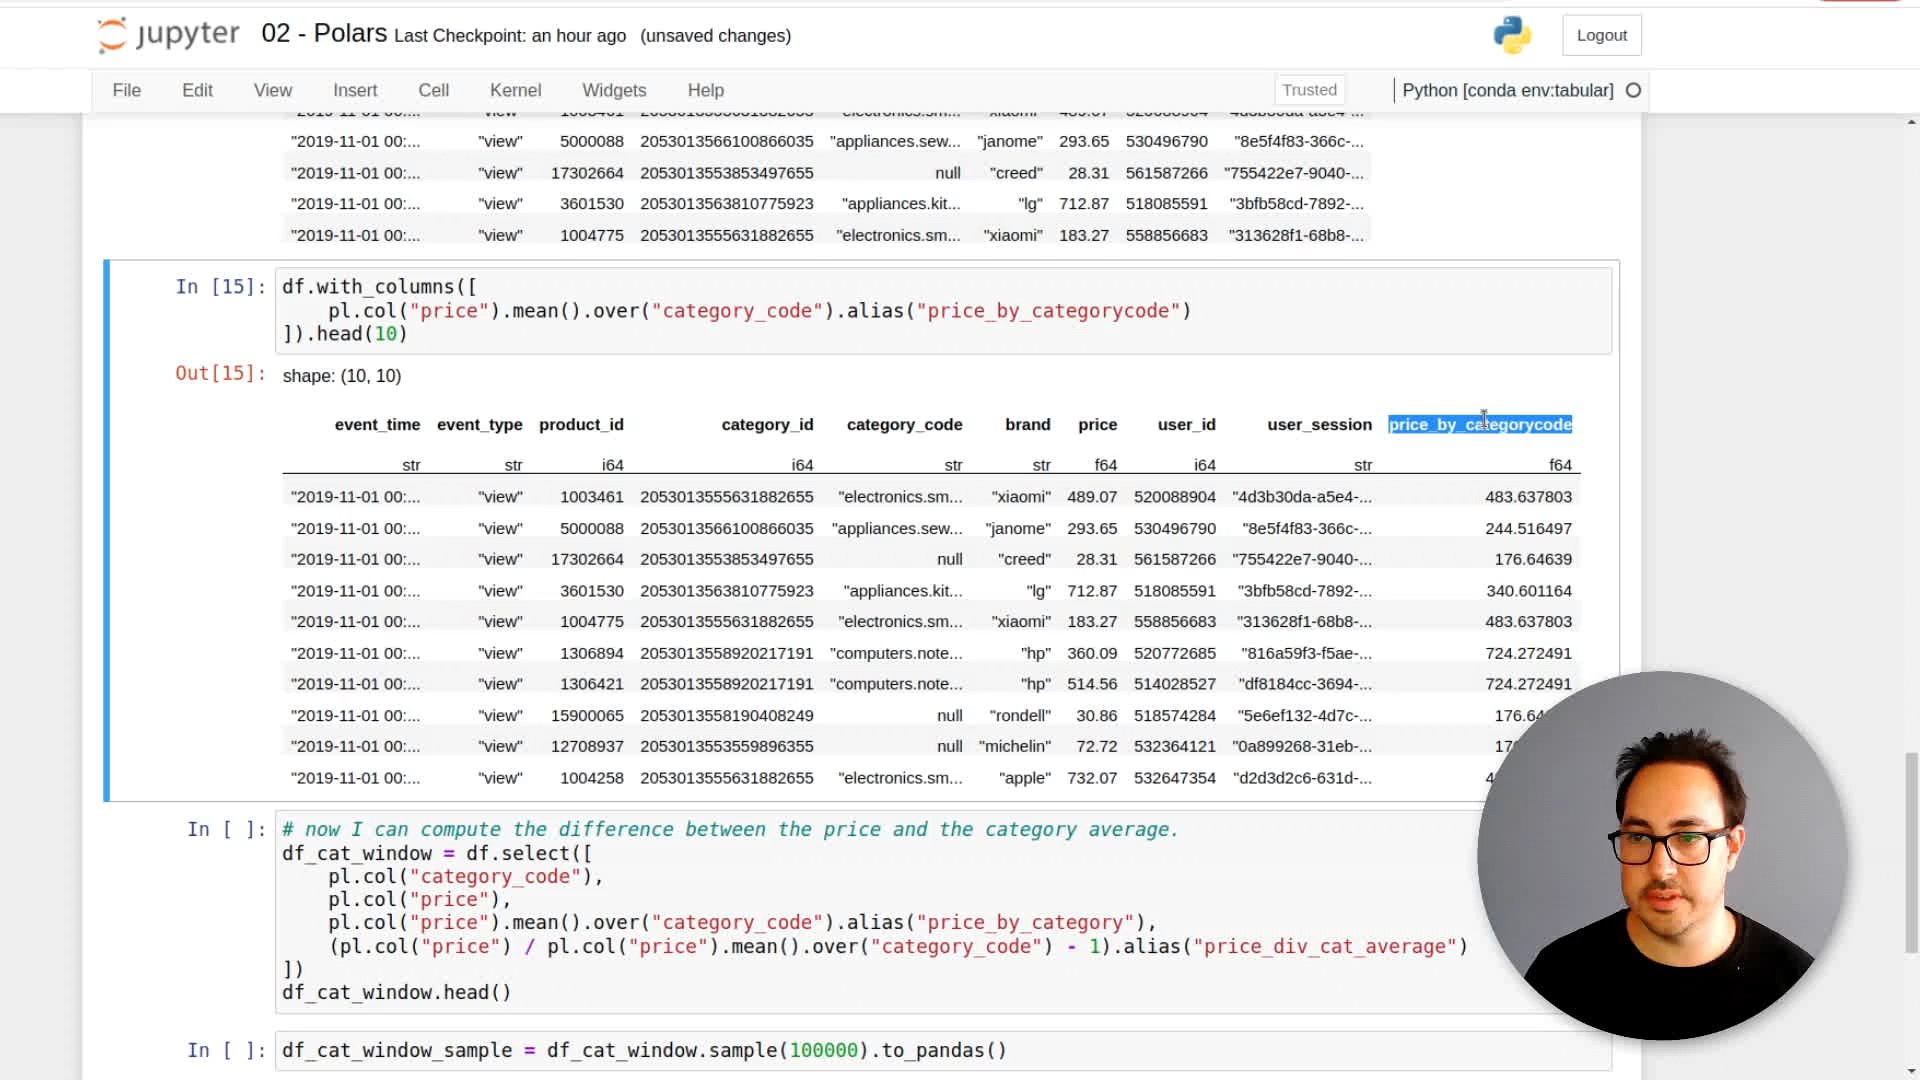 jupyter 02 - Polars Last Checkpoint: an hour ago (unsaved changes) Logout
File Edit View Insert Cell Kernel Widgets Help Trusted Python [conda env:tabular]
"2019-11-01 00:... "view" 5000088 2053013566100866035 "appliances.sew... "janome" 293.65 530496790 "8e5f4f83-366c-...
"2019-11-01 00:... "view" 17302664 2053013553853497655 null "creed" 28.31 561587266 "755422e7-9040-...
"2019-11-01 00:... "view" 3601530 2053013563810775923 "appliances.kit... "lg" 712.87 518085591 "3bfb58cd-7892-...
"2019-11-01 00:... "view" 1004775 2053013555631882655 "electronics.sm... "xiaomi" 183.27 558856683 "313628f1-68b8-...
In [15]: df.with_columns([
pl.col("price").mean().over("category_code").alias("price_by_categorycode")
]).head(10)
Out[15]: shape: (10, 10)
event_time event_type product_id category_id category_code brand price user_id user_session price_by_categorycode
str str i64 i64 str str f64 i64 str f64
"2019-11-01 00:... "view" 1003461 2053013555631882655 "electronics.sm... "xiaomi" 489.07 520088904 "4d3b30da-a5e4-... 483.637803
"2019-11-01 00:... "view" 5000088 2053013566100866035 "appliances.sew... "janome" 293.65 530496790 "8e5f4f83-366c-... 244.516497
"2019-11-01 00:... "view" 17302664 2053013553853497655 null "creed" 28.31 561587266 "755422e7-9040-... 176.64639
"2019-11-01 00:... "view" 3601530 2053013563810775923 "appliances.kit... "lg" 712.87 518085591 "3bfb58cd-7892-... 340.601164
"2019-11-01 00:... "view" 1004775 2053013555631882655 "electronics.sm... "xiaomi" 183.27 558856683 "313628f1-68b8-... 483.637803
"2019-11-01 00:... "view" 1306894 2053013558920217191 "computers.note... "hp" 360.09 520772685 "816a59f3-f5ae-... 724.272491
"2019-11-01 00:... "view" 1306421 2053013558920217191 "computers.note... "hp" 514.56 514028527 "df8184cc-3694-... 724.272491
"2019-11-01 00:... "view" 15900065 2053013558190408249 null "rondell" 30.86 518574284 "5e6ef132-4d7c-...
"2019-11-01 00:... "view" 12708937 2053013553559896355 null "michelin" 72.72 532364121 "0a899268-31eb-...
"2019-11-01 00:... "view" 1004258 2053013555631882655 "electronics.sm... "apple" 732.07 532647354 "d2d3d2c6-631d-...
In [ ]: # now I can compute the difference between the price and the category average.
df_cat_window = df.select([
pl.col("category_code"),
pl.col("price"),
pl.col("price").mean().over("category_code").alias("price_by_category"),
(pl.col("price") / pl.col("price").mean().over("category_code") - 1).alias("price_div_cat_average")
])
df_cat_window.head()
In [ ]: df_cat_window_sample = df_cat_window.sample(100000).to_pandas()